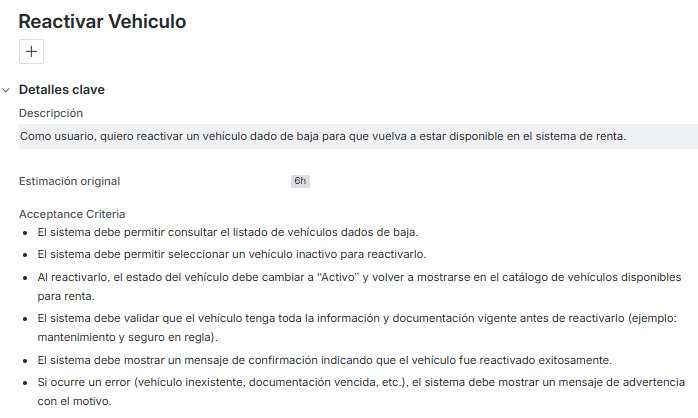 Reactivar Vehiculo
Detalles clave
Descripción
Como usuario, quiero reactivar un vehículo dado de baja para que vuelva a estar disponible en el sistema de renta.
Estimación original 6h
Acceptance Criteria
• El sistema debe permitir consultar el listado de vehículos dados de baja.
• El sistema debe permitir seleccionar un vehículo inactivo para reactivarlo.
• Al reactivarlo, el estado del vehículo debe cambiar a “Activo” y volver a mostrarse en el catálogo de vehículos disponibles
para renta.
• El sistema debe validar que el vehículo tenga toda la información y documentación vigente antes de reactivarlo (ejemplo:
mantenimiento y seguro en regla).
• El sistema debe mostrar un mensaje de confirmación indicando que el vehículo fue reactivado exitosamente.
• Si ocurre un error (vehículo inexistente, documentación vencida, etc.), el sistema debe mostrar un mensaje de advertencia
con el motivo.